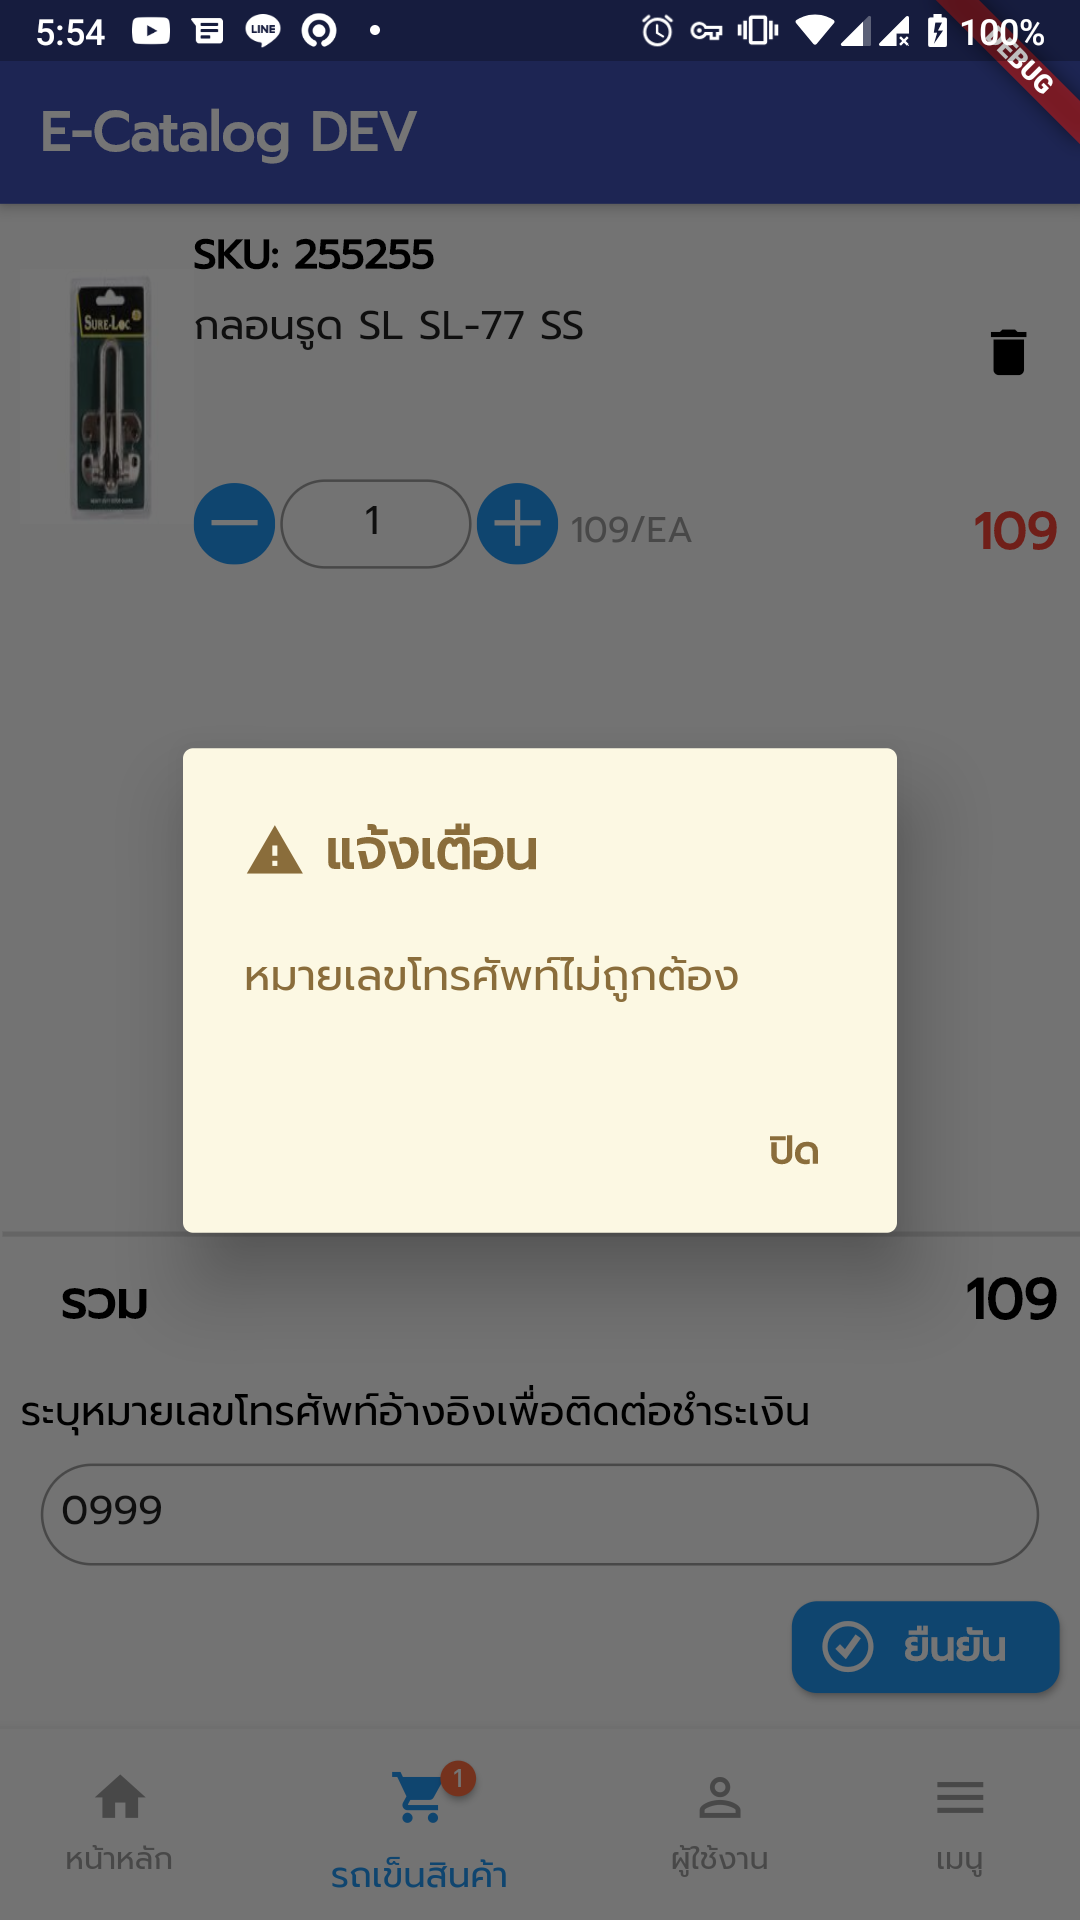 5:54 LINE 100%
DEBUG
E-Catalog DEV
SKU: 255255
กลอนรูด SL SL-77 SS
SURE-LOC
1 109/EA 109
แจ้งเตือน
หมายเลขโทรศัพท์ไม่ถูกต้อง
ปิด
รวม 109
ระบุหมายเลขโทรศัพท์อ้างอิงเพื่อติดต่อชำระเงิน
0999
ยืนยัน
1
หน้าหลัก รถเข็นสินค้า ผู้ใช้งาน เมนู